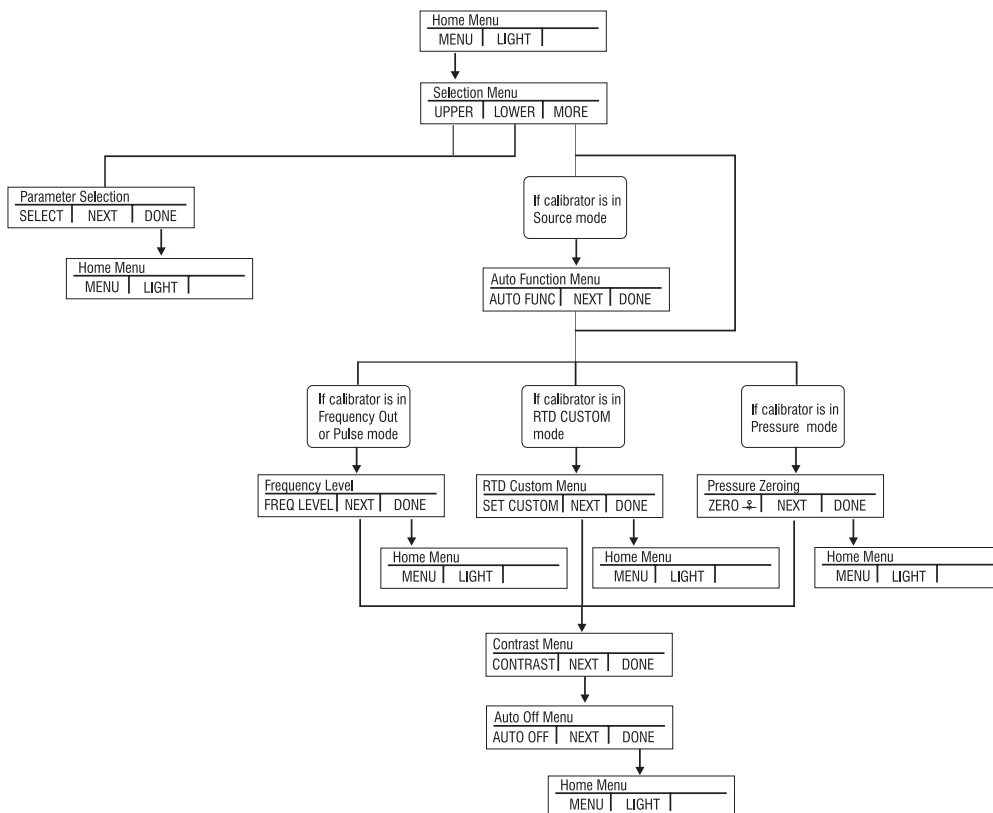 Home Menu
MENU LIGHT
Selection Menu
UPPER LOWER MORE
Parameter Selection
SELECT NEXT DONE
Home Menu
MENU LIGHT
If calibrator is in
Source mode
Auto Function Menu
AUTO FUNC NEXT DONE
If calibrator is in
Frequency Out
or Pulse mode
If calibrator is in
RTD CUSTOM
mode
If calibrator is in
Pressure mode
Frequency Level
FREQ LEVEL NEXT DONE
RTD Custom Menu
SET CUSTOM NEXT DONE
Pressure Zeroing
ZERO NEXT DONE
Home Menu
MENU LIGHT
Home Menu
MENU LIGHT
Home Menu
MENU LIGHT
Contrast Menu
CONTRAST NEXT DONE
Auto Off Menu
AUTO OFF NEXT DONE
Home Menu
MENU LIGHT